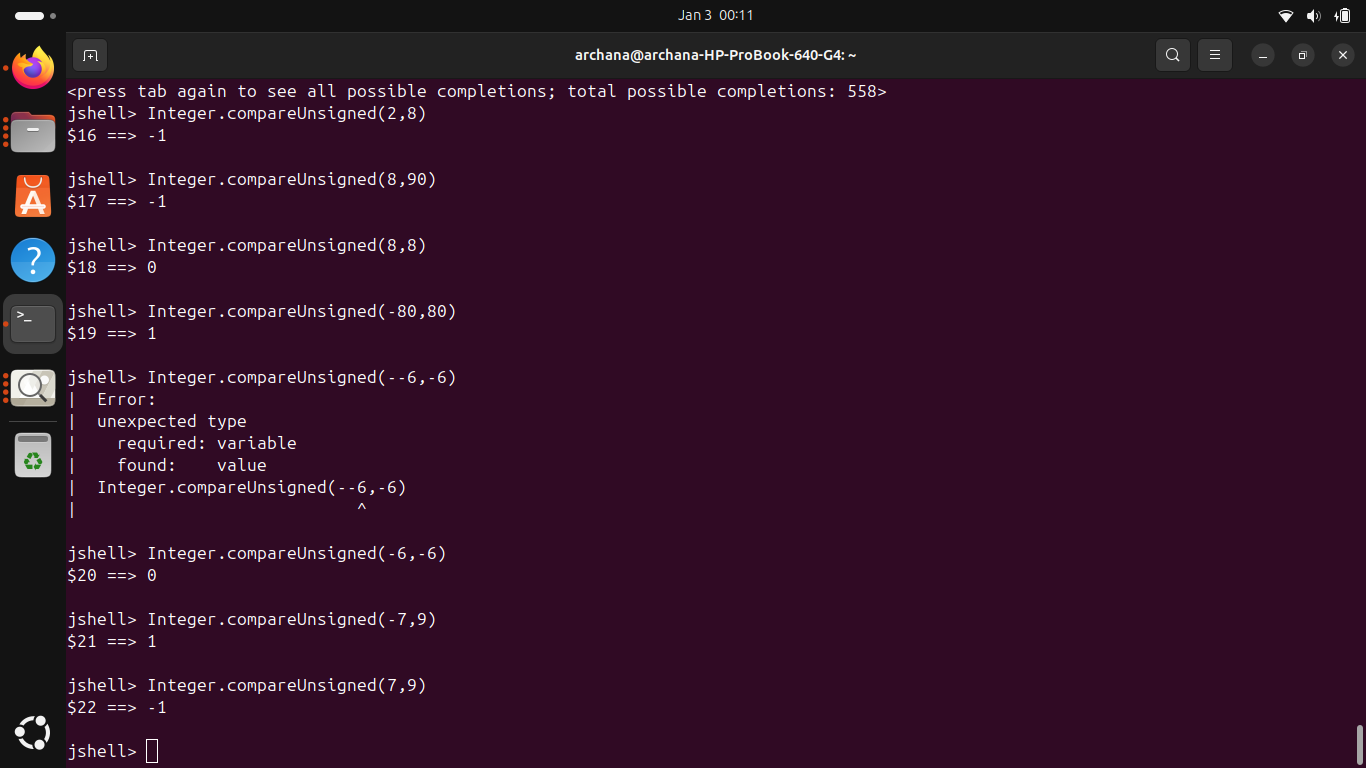 Jan 3 00:11
archana@archana-HP-ProBook-640-G4: ~
<press tab again to see all possible completions; total possible completions: 558>
jshell> Integer.compareUnsigned(2,8)
$16 ==> -1
jshell> Integer.compareUnsigned(8,90)
$17 ==> -1
jshell> Integer.compareUnsigned(8,8)
$18 ==> 0
jshell> Integer.compareUnsigned(-80,80)
$19 ==> 1
jshell> Integer.compareUnsigned(--6,-6)
|  Error:
|  unexpected type
|    required: variable
|    found:    value
|  Integer.compareUnsigned(--6,-6)
|                            ^
jshell> Integer.compareUnsigned(-6,-6)
$20 ==> 0
jshell> Integer.compareUnsigned(-7,9)
$21 ==> 1
jshell> Integer.compareUnsigned(7,9)
$22 ==> -1
jshell>